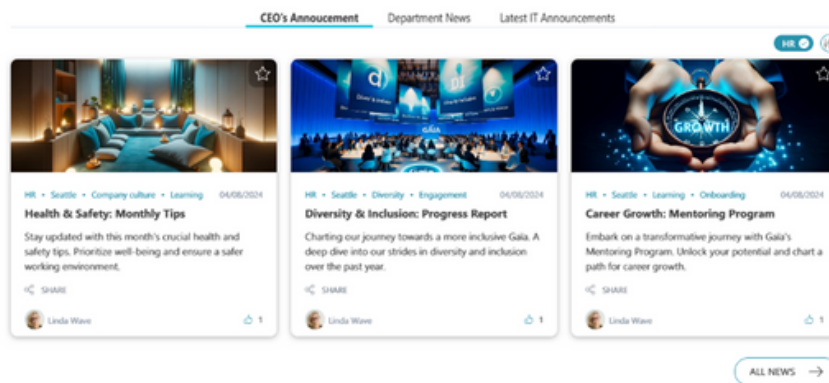 CEO's Annoucement Department News Latest IT Announcements
HR
d
DI
Gaia
GROWTH
HR • Seattle • Company culture • Learning 04/08/2024
Health & Safety: Monthly Tips
Stay updated with this month's crucial health and
safety tips. Prioritize well-being and ensure a safer
working environment.
SHARE
Linda Wave 1
HR • Seattle • Diversity • Engagement 04/08/2024
Diversity & Inclusion: Progress Report
Charting our journey towards a more inclusive Gaia. A
deep dive into our strides in diversity and inclusion
over the past year.
SHARE
Linda Wave 1
HR • Seattle • Learning • Onboarding 04/08/2024
Career Growth: Mentoring Program
Embark on a transformative journey with Gaia's
Mentoring Program. Unlock your potential and chart a
path for career growth.
SHARE
Linda Wave 1
ALL NEWS